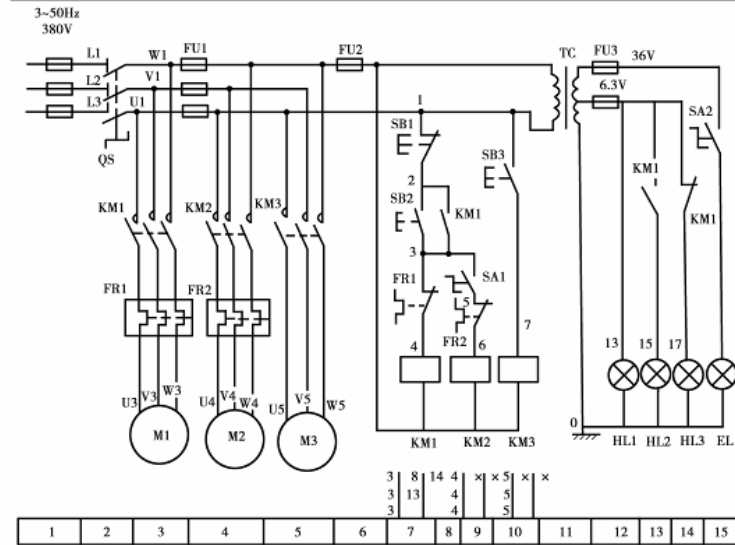 3~50Hz
380V
L1 W1 FU1 FU2 TC FU3 36V
L2 V1 6.3V
L3 U1 1
SB1 SA2
QS SB3
2 KM1
SB2 KM1
KM1 KM2 KM3 KM1
3
FR1 SA1
FR1 FR2 5 7
FR2
4 6 13 15 17
U3 V3 W3 U4 V4 W4 U5 V5 W5
M1 M2 M3 0
KM1 KM2 KM3 HL1 HL2 HL3 EL
3 8 14 4 × × 5 × ×
3 13 4 5
3 4 5
1 2 3 4 5 6 7 8 9 10 11 12 13 14 15